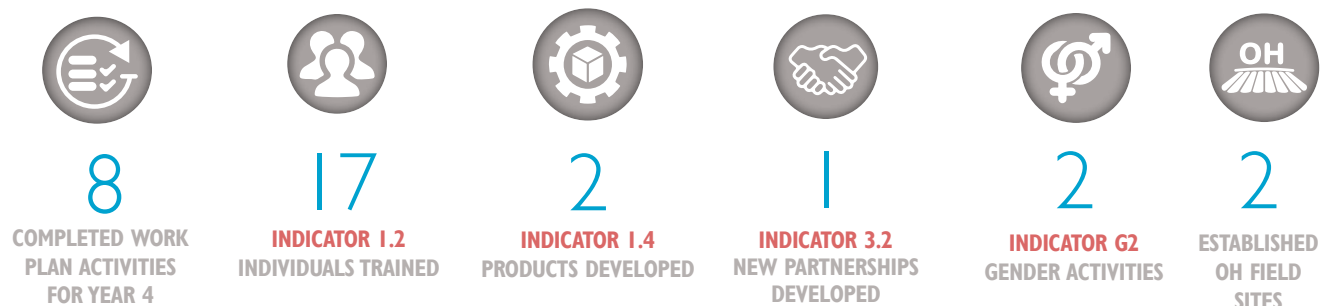 OH
8
COMPLETED WORK
PLAN ACTIVITIES
FOR YEAR 4
17
INDICATOR 1.2
INDIVIDUALS TRAINED
2
INDICATOR 1.4
PRODUCTS DEVELOPED
1
INDICATOR 3.2
NEW PARTNERSHIPS
DEVELOPED
2
INDICATOR G2
GENDER ACTIVITIES
2
ESTABLISHED
OH FIELD
SITES